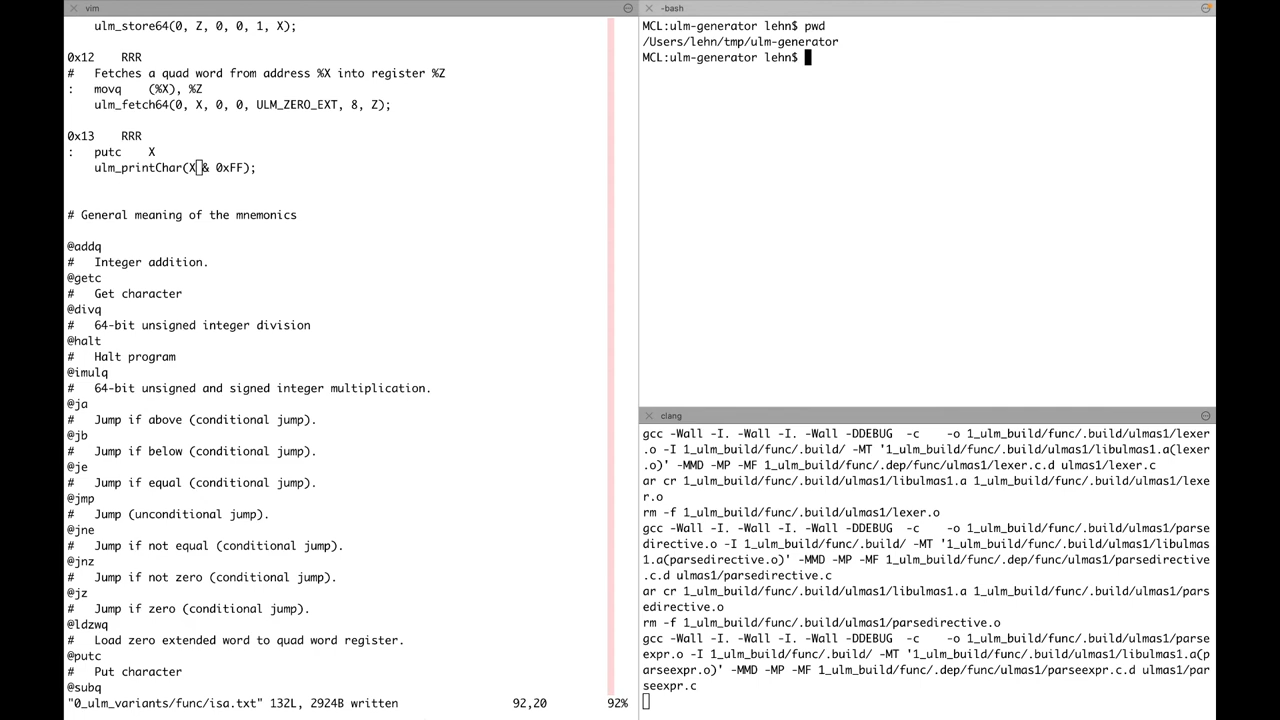 vim
    ulm_store64(0, Z, 0, 0, 1, X);
0x12    RRR
#   Fetches a quad word from address %X into register %Z
:   movq    (%X), %Z
    ulm_fetch64(0, X, 0, 0, ULM_ZERO_EXT, 8, Z);
0x13    RRR
:   putc    X
    ulm_printChar(X & 0xFF);
# General meaning of the mnemonics
@addq
#   Integer addition.
@getc
#   Get character
@divq
#   64-bit unsigned integer division
@halt
#   Halt program
@imulq
#   64-bit unsigned and signed integer multiplication.
@ja
#   Jump if above (conditional jump).
@jb
#   Jump if below (conditional jump).
@je
#   Jump if equal (conditional jump).
@jmp
#   Jump (unconditional jump).
@jne
#   Jump if not equal (conditional jump).
@jnz
#   Jump if not zero (conditional jump).
@jz
#   Jump if zero (conditional jump).
@ldzwq
#   Load zero extended word to quad word register.
@putc
#   Put character
@subq
"0_ulm_variants/func/isa.txt" 132L, 2924B written    92,20    92%
-bash
MCL:ulm-generator lehn$ pwd
/Users/lehn/tmp/ulm-generator
MCL:ulm-generator lehn$
clang
gcc -Wall -I. -Wall -I. -Wall -DDEBUG  -c    -o 1_ulm_build/func/.build/ulmas1/lexer
.o -I 1_ulm_build/func/.build/ -MT '1_ulm_build/func/.build/ulmas1/libulmas1.a(lexer
.o)' -MMD -MP -MF 1_ulm_build/func/.dep/func/ulmas1/lexer.c.d ulmas1/lexer.c
ar cr 1_ulm_build/func/.build/ulmas1/libulmas1.a 1_ulm_build/func/.build/ulmas1/lexe
r.o
rm -f 1_ulm_build/func/.build/ulmas1/lexer.o
gcc -Wall -I. -Wall -I. -Wall -DDEBUG  -c    -o 1_ulm_build/func/.build/ulmas1/parse
directive.o -I 1_ulm_build/func/.build/ -MT '1_ulm_build/func/.build/ulmas1/libulmas
1.a(parsedirective.o)' -MMD -MP -MF 1_ulm_build/func/.dep/func/ulmas1/parsedirective
.c.d ulmas1/parsedirective.c
ar cr 1_ulm_build/func/.build/ulmas1/libulmas1.a 1_ulm_build/func/.build/ulmas1/pars
edirective.o
rm -f 1_ulm_build/func/.build/ulmas1/parsedirective.o
gcc -Wall -I. -Wall -I. -Wall -DDEBUG  -c    -o 1_ulm_build/func/.build/ulmas1/parse
expr.o -I 1_ulm_build/func/.build/ -MT '1_ulm_build/func/.build/ulmas1/libulmas1.a(p
arseexpr.o)' -MMD -MP -MF 1_ulm_build/func/.dep/func/ulmas1/parseexpr.c.d ulmas1/par
seexpr.c